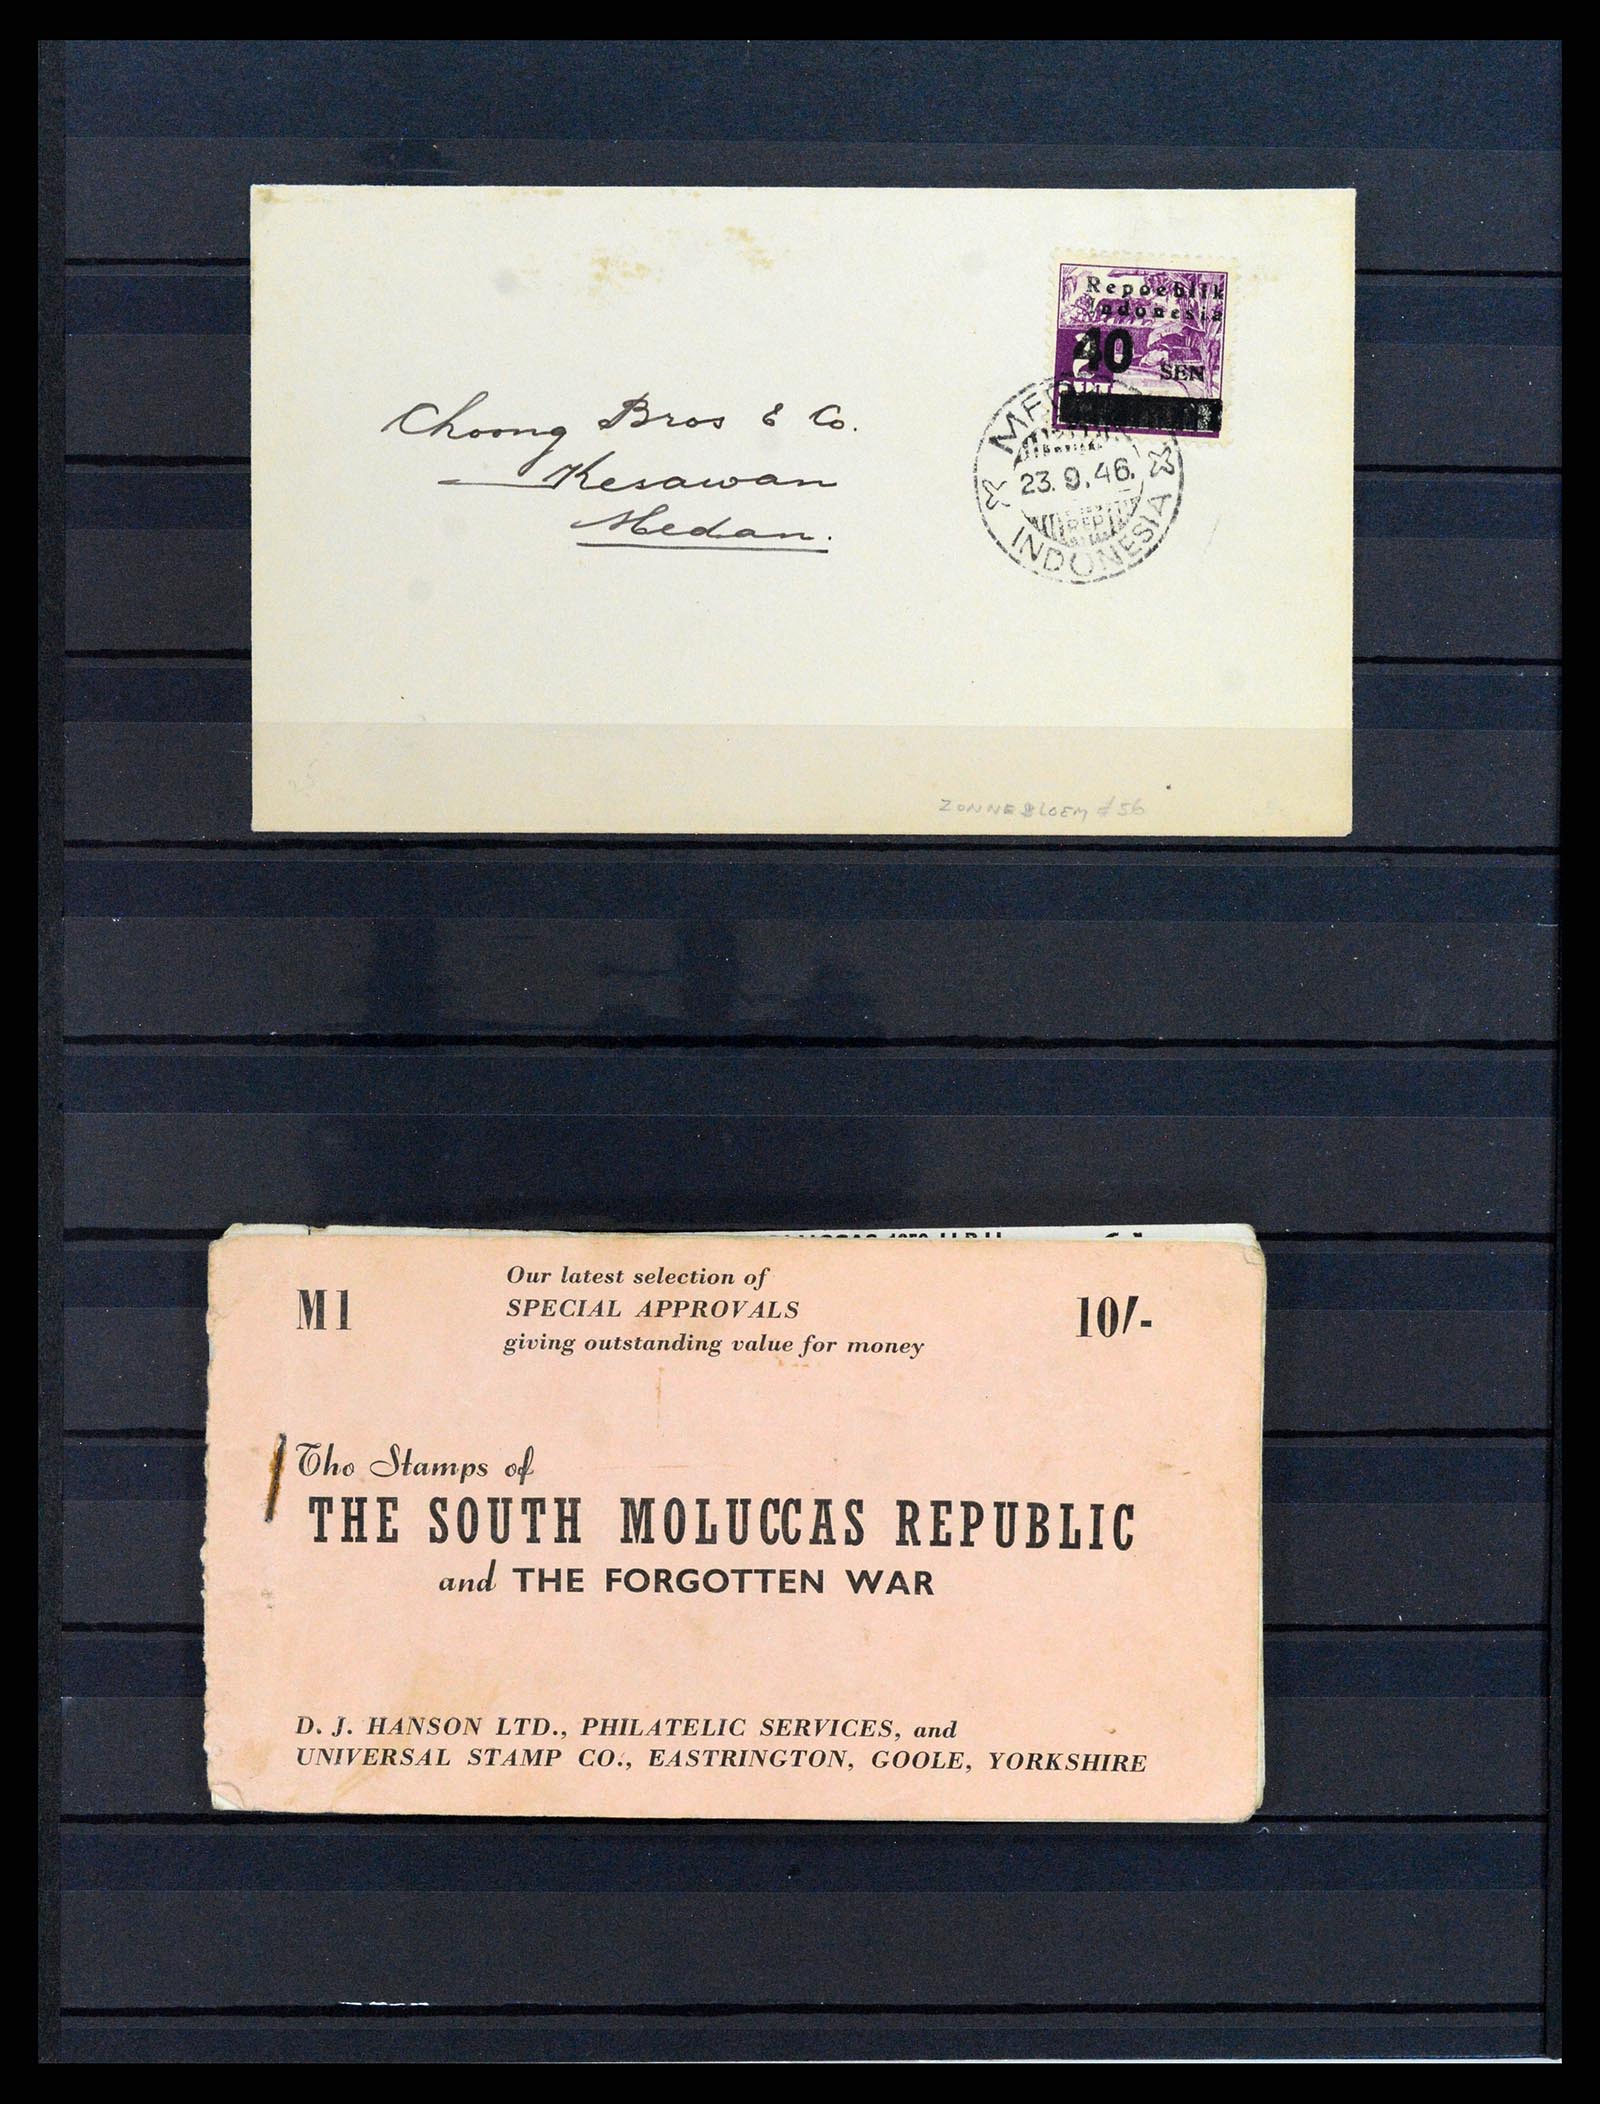 Repoeblik
Indonesia
40
SEN
Choong Bros & Co.
Kesawan
Medan.
23.9.46.
REP
INDONESIA
ZONNEBLOEM #56
M1
Our latest selection of
SPECIAL APPROVALS
giving outstanding value for money
10/-
The Stamps of
THE SOUTH MOLUCCAS REPUBLIC
and THE FORGOTTEN WAR
D. J. HANSON LTD., PHILATELIC SERVICES, and
UNIVERSAL STAMP CO., EASTRINGTON, GOOLE, YORKSHIRE